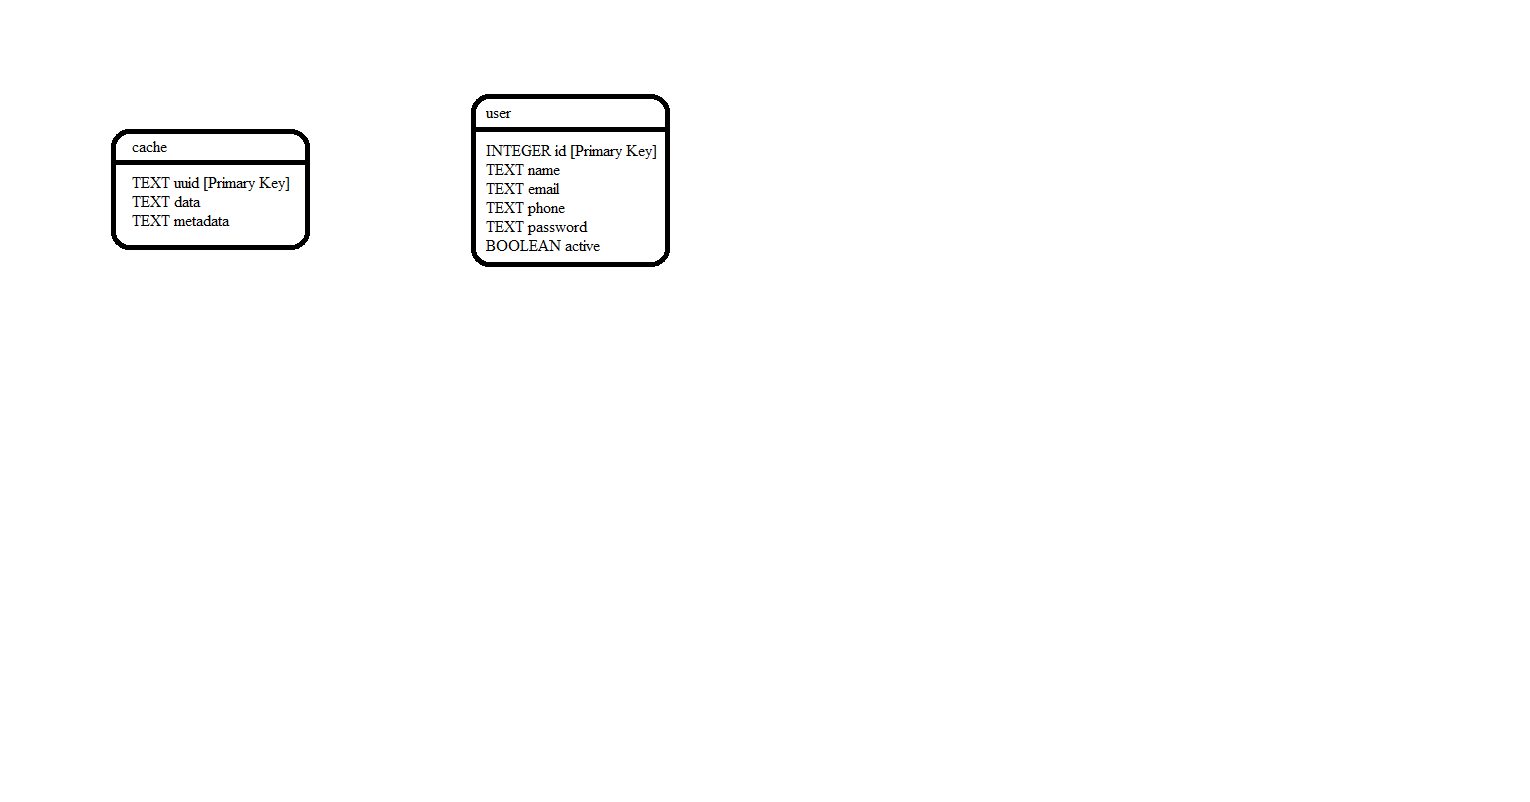 cache
TEXT uuid [Primary Key]
TEXT data
TEXT metadata
user
INTEGER id [Primary Key]
TEXT name
TEXT email
TEXT phone
TEXT password
BOOLEAN active